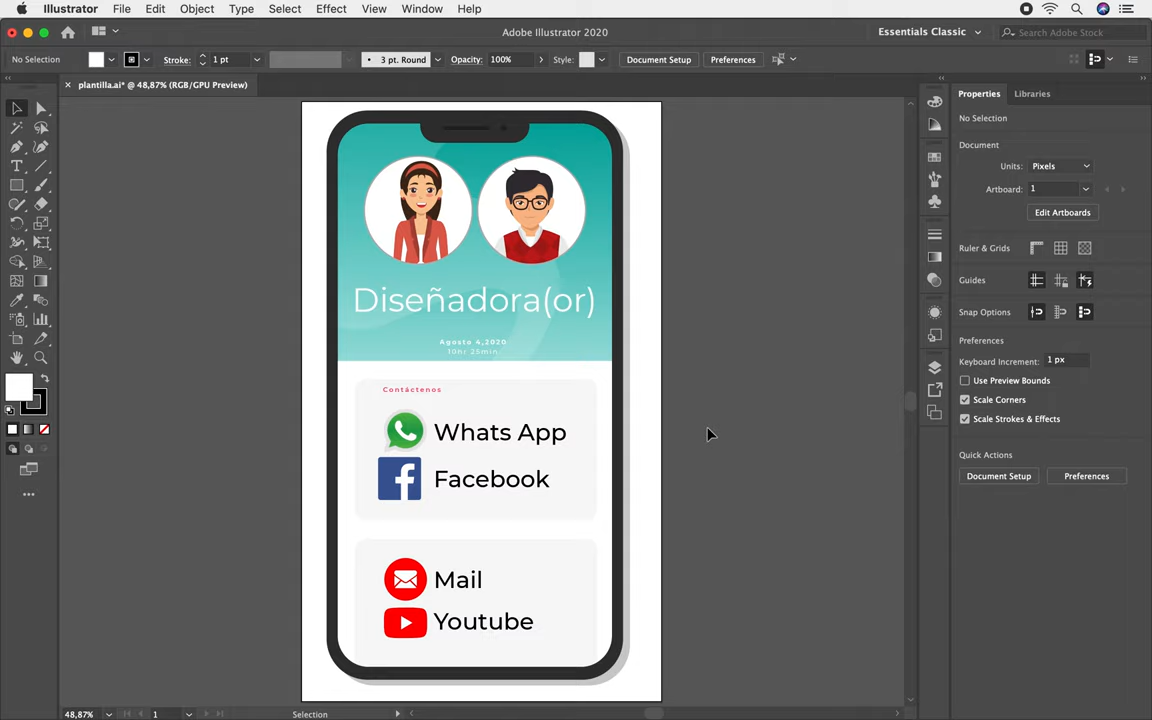 Illustrator File Edit Object Type Select Effect View Window Help
Adobe Illustrator 2020
Essentials Classic
Search Adobe Stock
No Selection
Stroke: 1 pt
3 pt. Round
Opacity: 100%
Style:
Document Setup
Preferences
plantilla.ai* @ 48,87% (RGB/GPU Preview)
Properties Libraries
No Selection
Document
Units: Pixels
Artboard: 1
Edit Artboards
Ruler & Grids
Guides
Snap Options
Preferences
Keyboard Increment: 1 px
Use Preview Bounds
Scale Corners
Scale Strokes & Effects
Quick Actions
Document Setup Preferences
Diseñadora(or)
Agosto 4,2020
10hr 25min.
Contáctenos
Whats App
Facebook
Mail
Youtube
48,87% 1 Selection